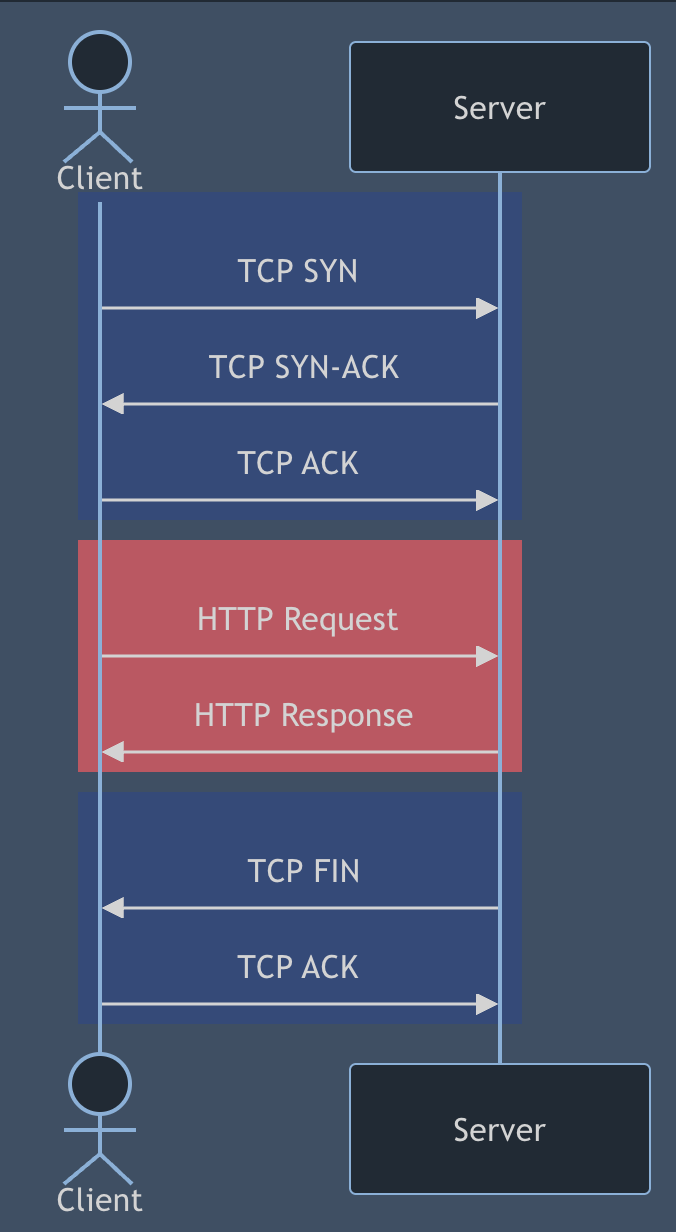 Client
Server
TCP SYN
TCP SYN-ACK
TCP ACK
HTTP Request
HTTP Response
TCP FIN
TCP ACK
Client
Server